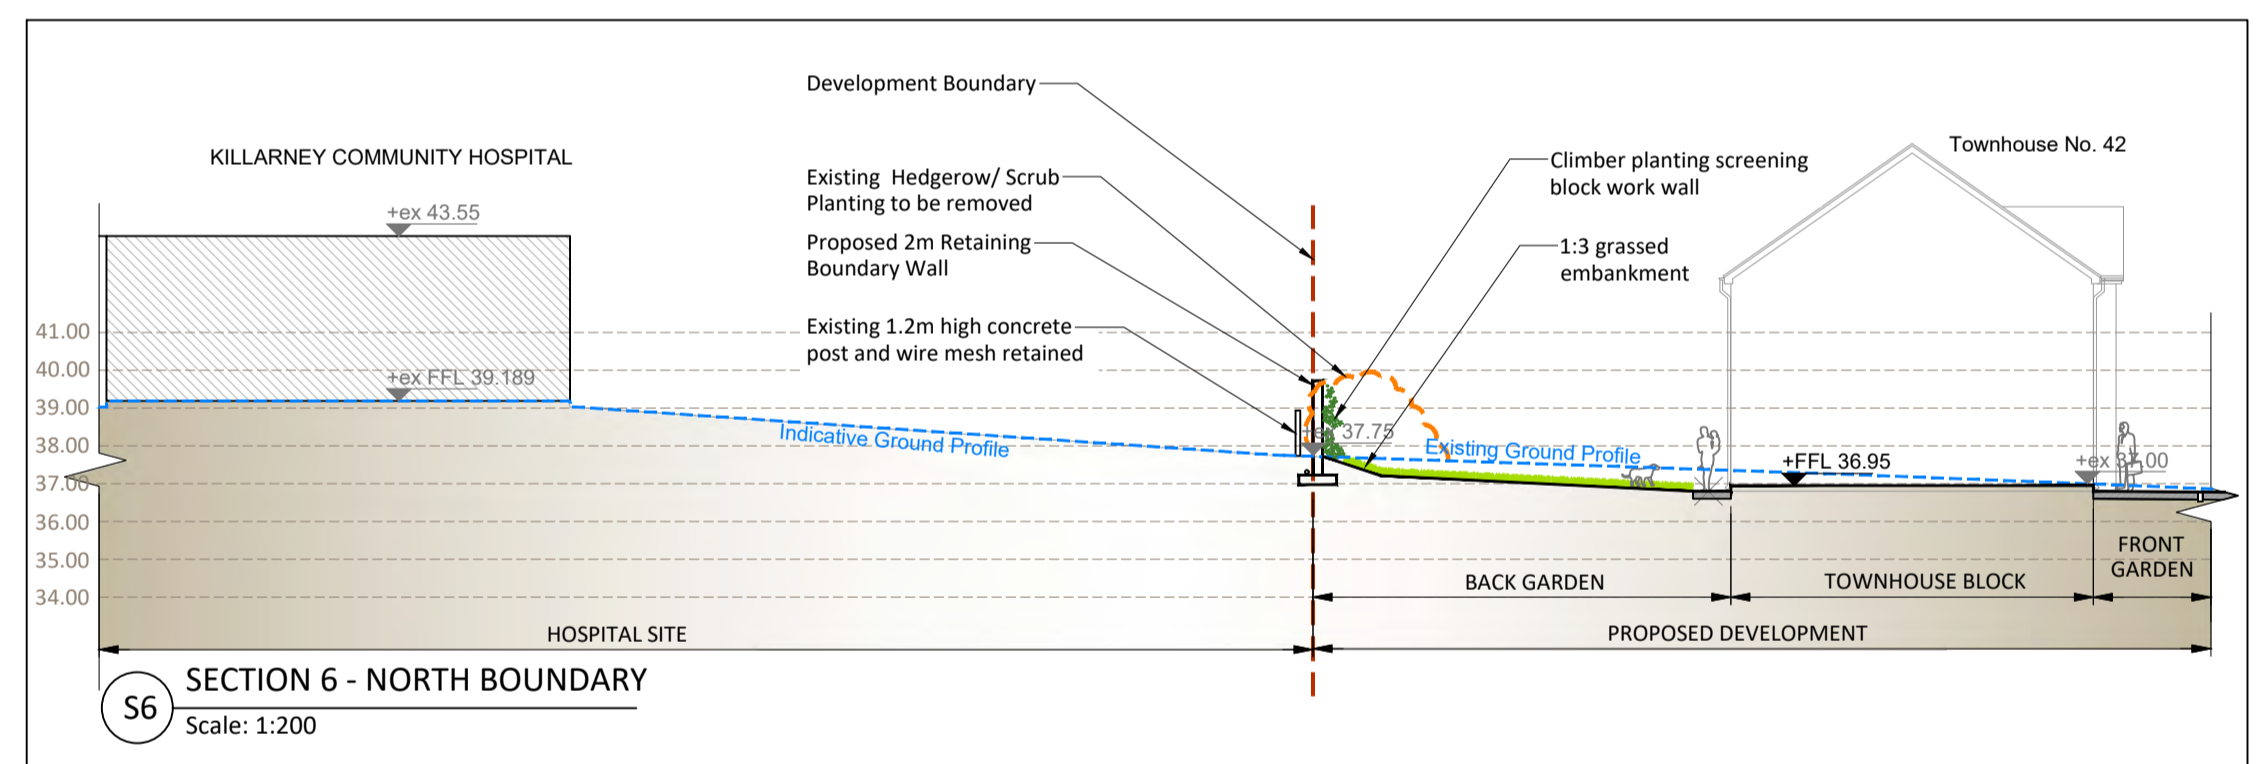 Development Boundary
KILLARNEY COMMUNITY HOSPITAL
Townhouse No. 42
Existing Hedgerow/ Scrub
Planting to be removed
Climber planting screening
block work wall
+ex 43.55
Proposed 2m Retaining
Boundary Wall
1:3 grassed
embankment
Existing 1.2m high concrete
post and wire mesh retained
41.00
40.00
39.00
38.00
37.00
36.00
35.00
34.00
+ex FFL 39.189
Indicative Ground Profile
+ex 37.75
Existing Ground Profile
+FFL 36.95
+ex 37.00
FRONT
GARDEN
BACK GARDEN
TOWNHOUSE BLOCK
HOSPITAL SITE
PROPOSED DEVELOPMENT
S6
SECTION 6 - NORTH BOUNDARY
Scale: 1:200